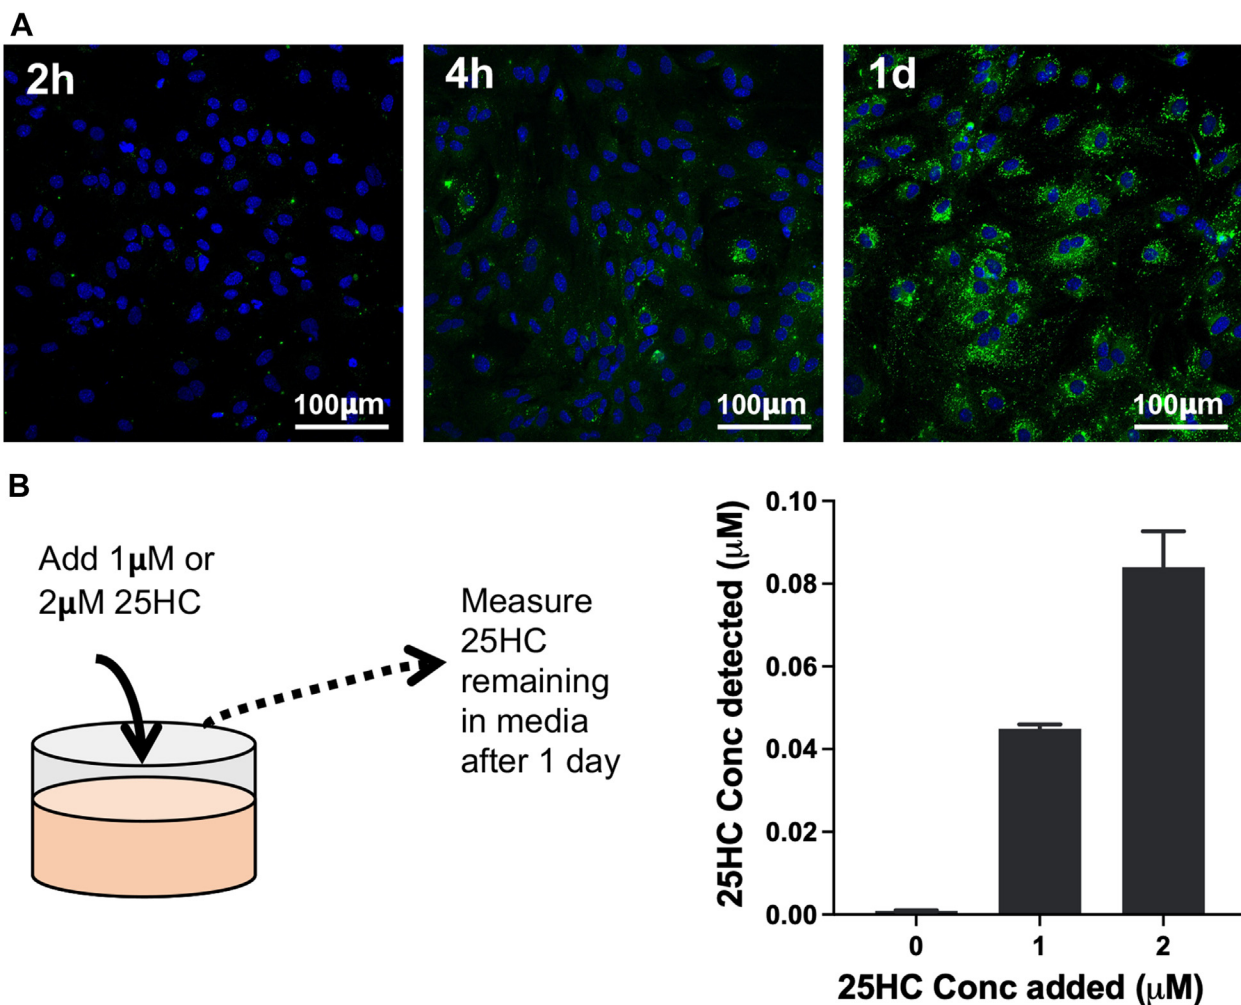 A
2h
4h
1d
100μm
100μm
100μm
B
Add 1μM or
2μM 25HC
Measure
25HC
remaining
in media
after 1 day
25HC Conc detected (μM)
0.10
0.08
0.06
0.04
0.02
0.00
0
1
2
25HC Conc added (μM)